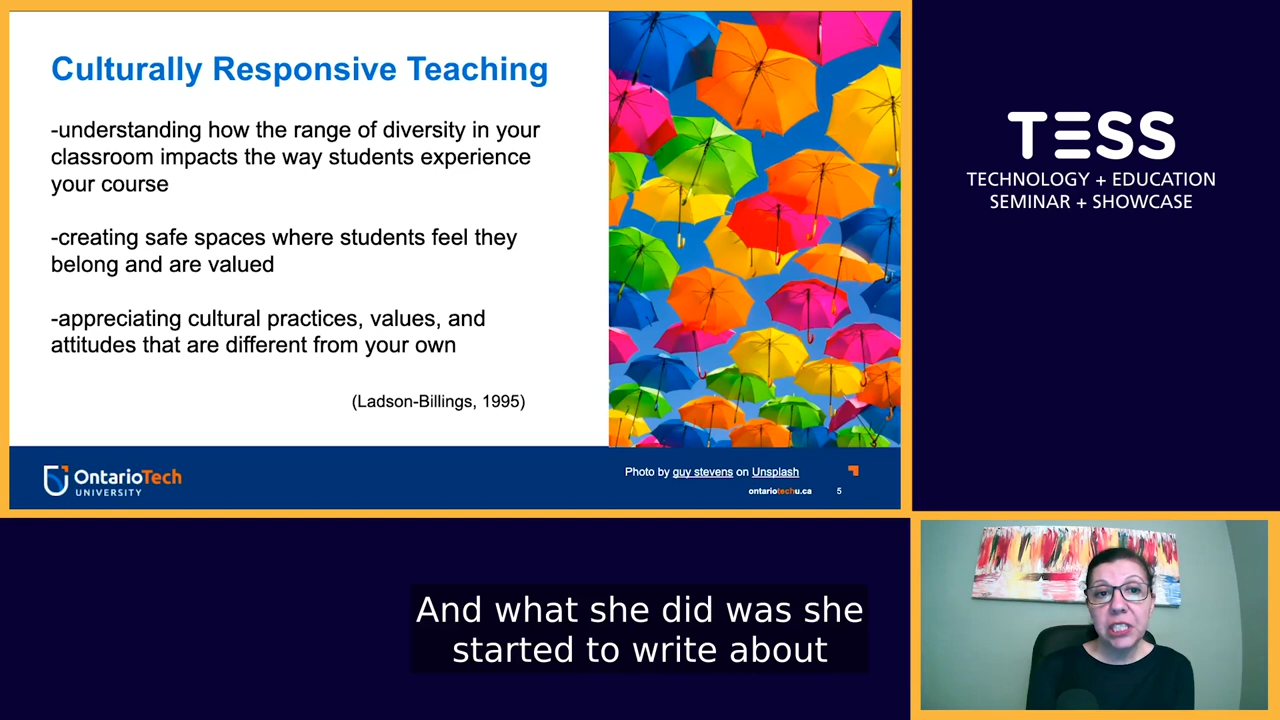 Culturally Responsive Teaching
-understanding how the range of diversity in your
classroom impacts the way students experience
your course
-creating safe spaces where students feel they
belong and are valued
-appreciating cultural practices, values, and
attitudes that are different from your own
(Ladson-Billings, 1995)
OntarioTech
UNIVERSITY
Photo by guy stevens on Unsplash
ontariotechu.ca
5
TESS
TECHNOLOGY + EDUCATION
SEMINAR + SHOWCASE
And what she did was she
started to write about